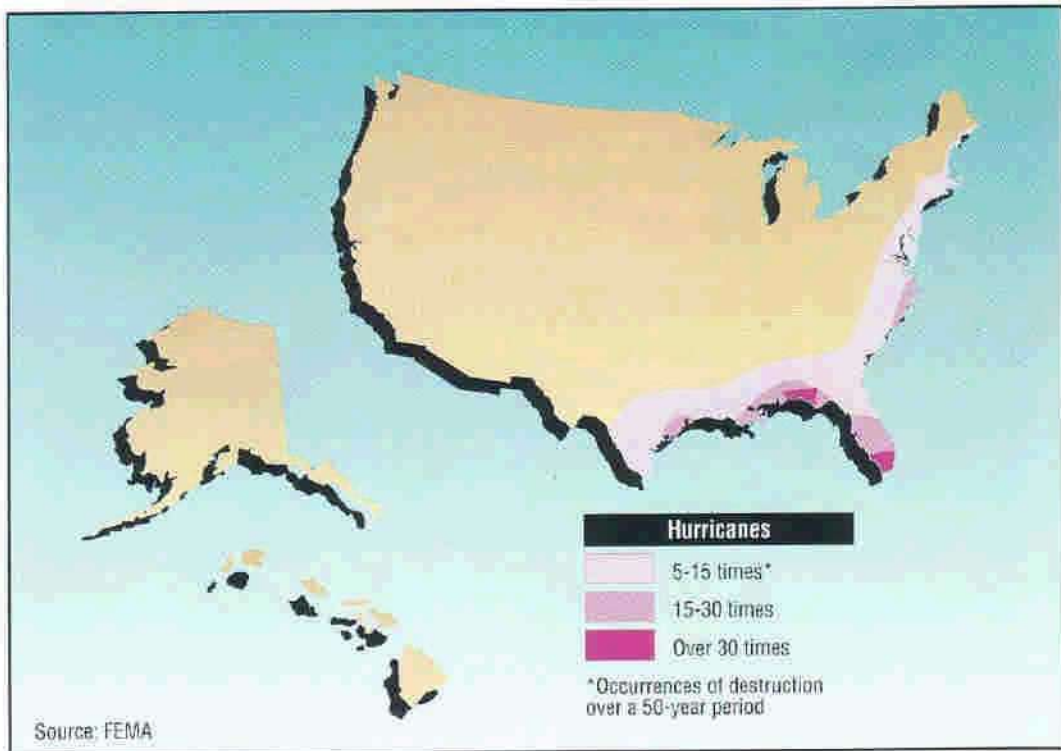 Hurricanes
5-15 times*
15-30 times
Over 30 times
*Occurrences of destruction
over a 50-year period
Source: FEMA